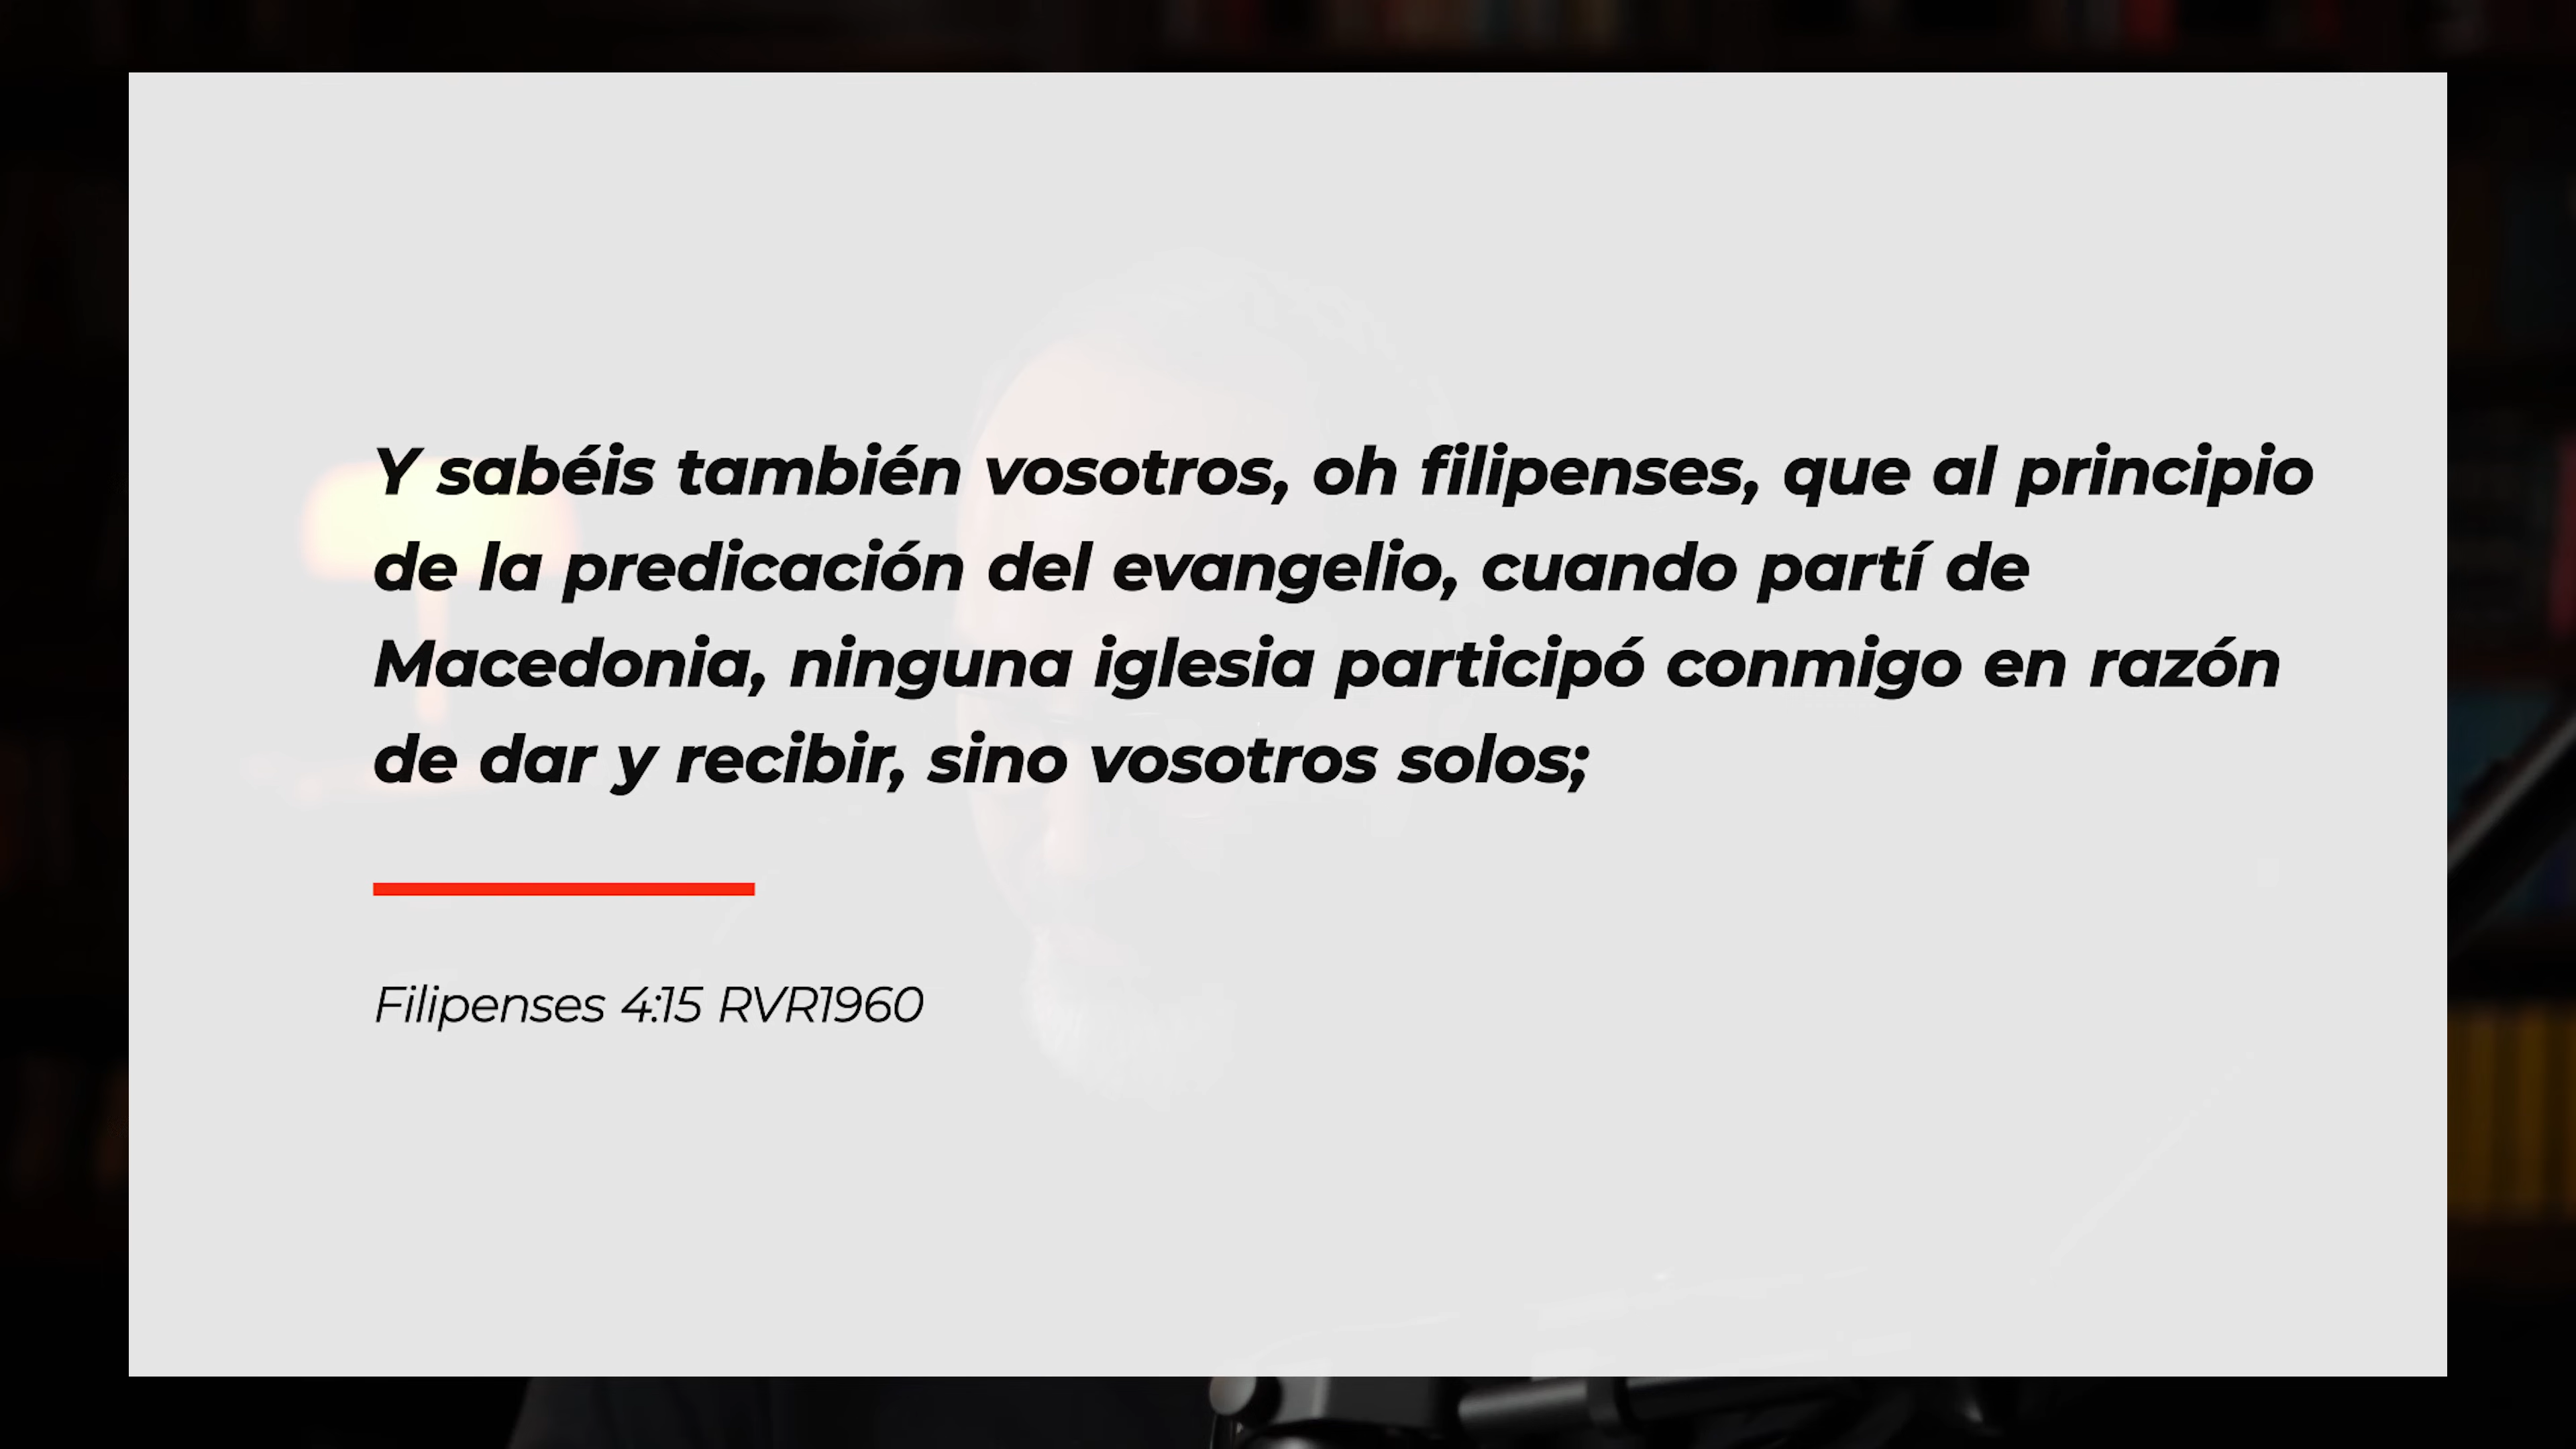 Y sabéis también vosotros, oh filipenses, que al principio
de la predicación del evangelio, cuando partí de
Macedonia, ninguna iglesia participó conmigo en razón
de dar y recibir, sino vosotros solos;
Filipenses 4:15 RVR1960